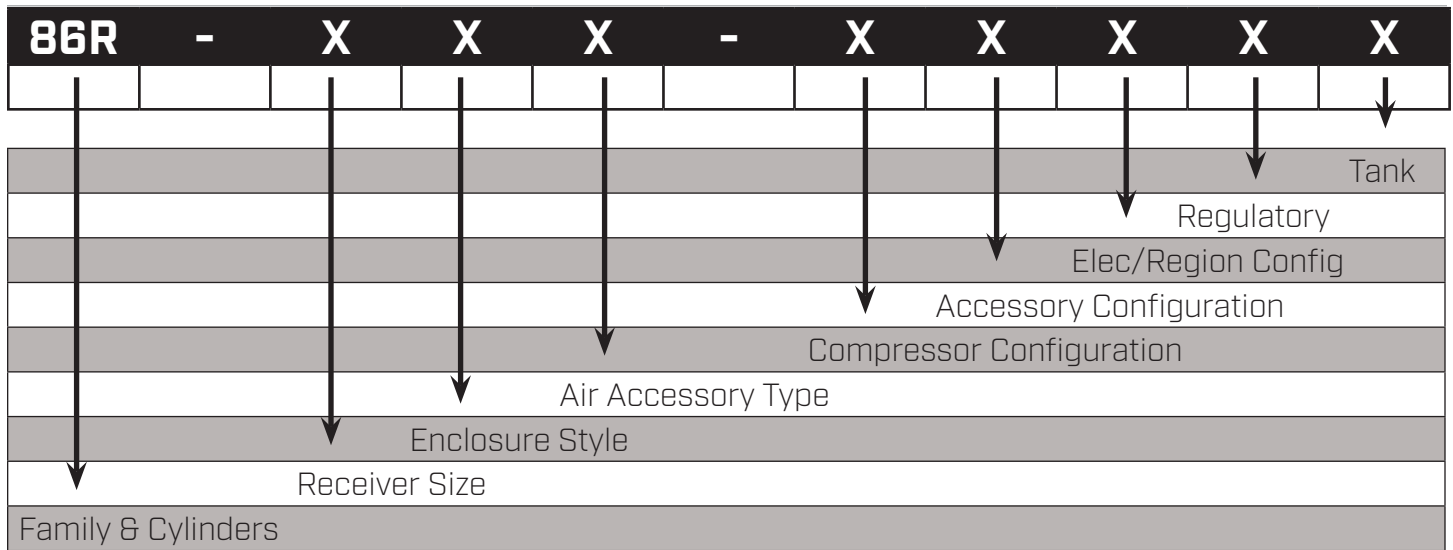 86R - X X X - X X X X X
Tank
Regulatory
Elec/Region Config
Accessory Configuration
Compressor Configuration
Air Accessory Type
Enclosure Style
Receiver Size
Family & Cylinders